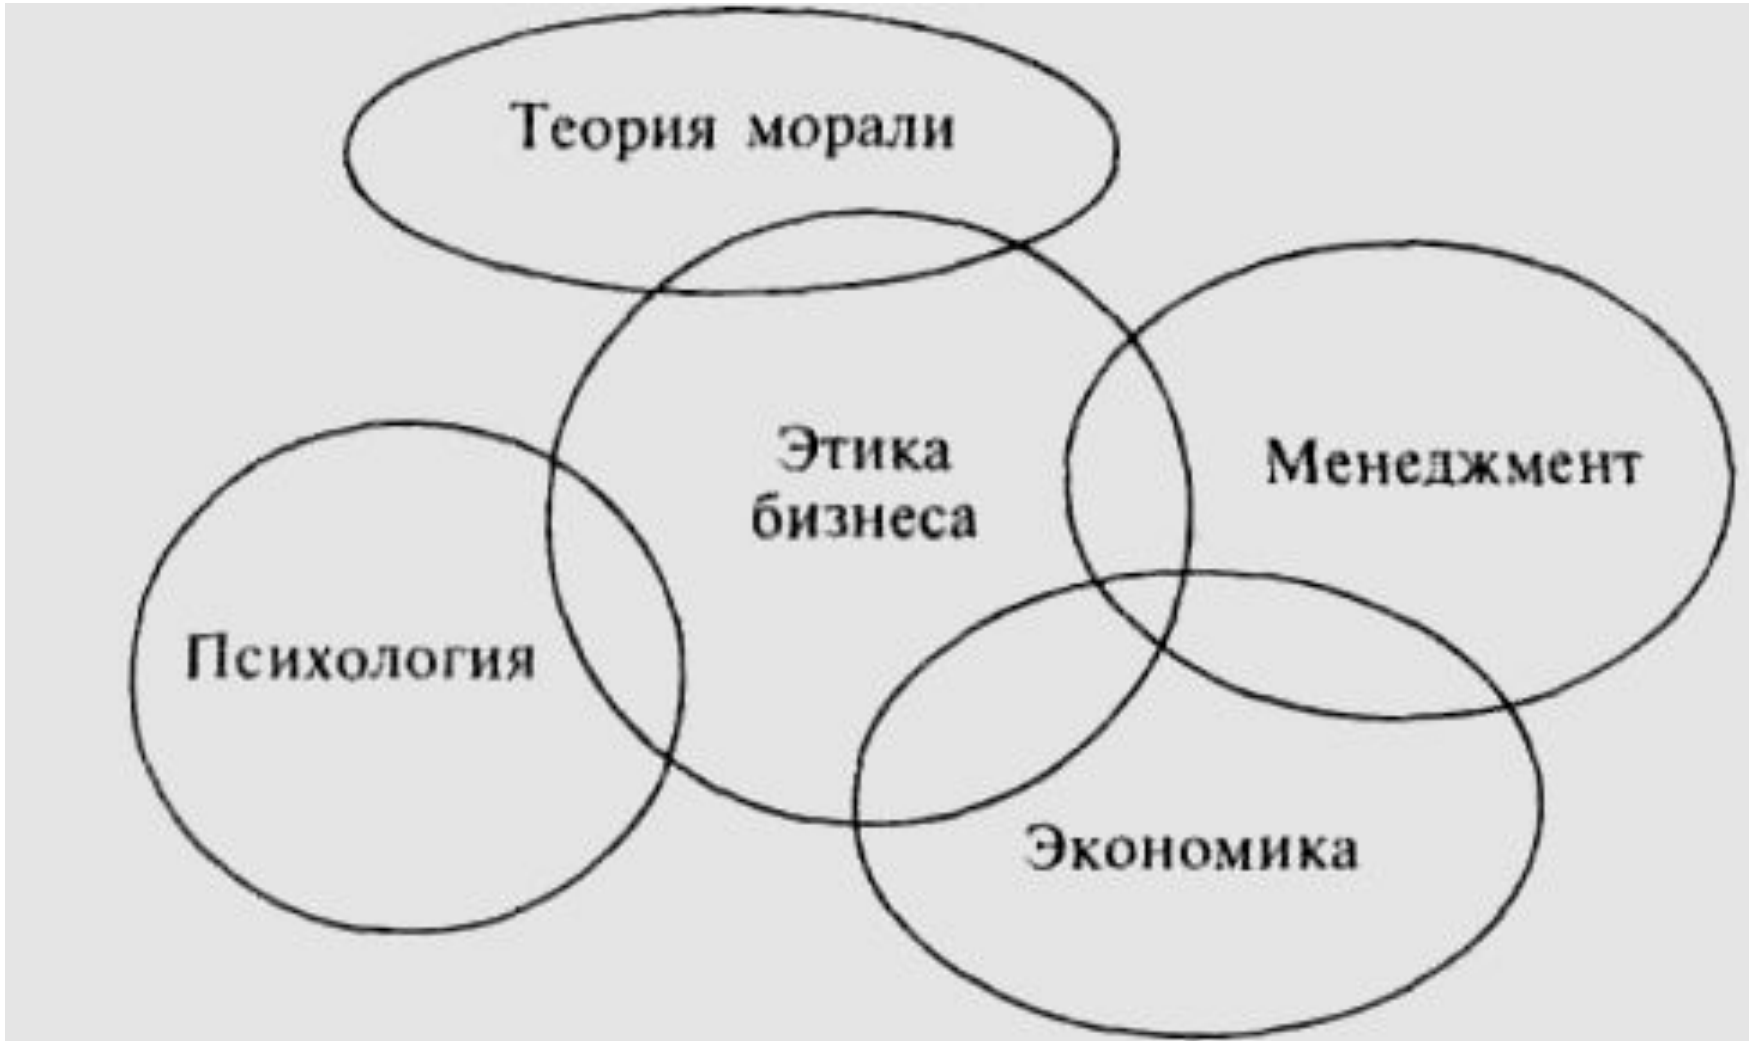 Теория морали
Этика
бизнеса
Менеджмент
Психология
Экономика